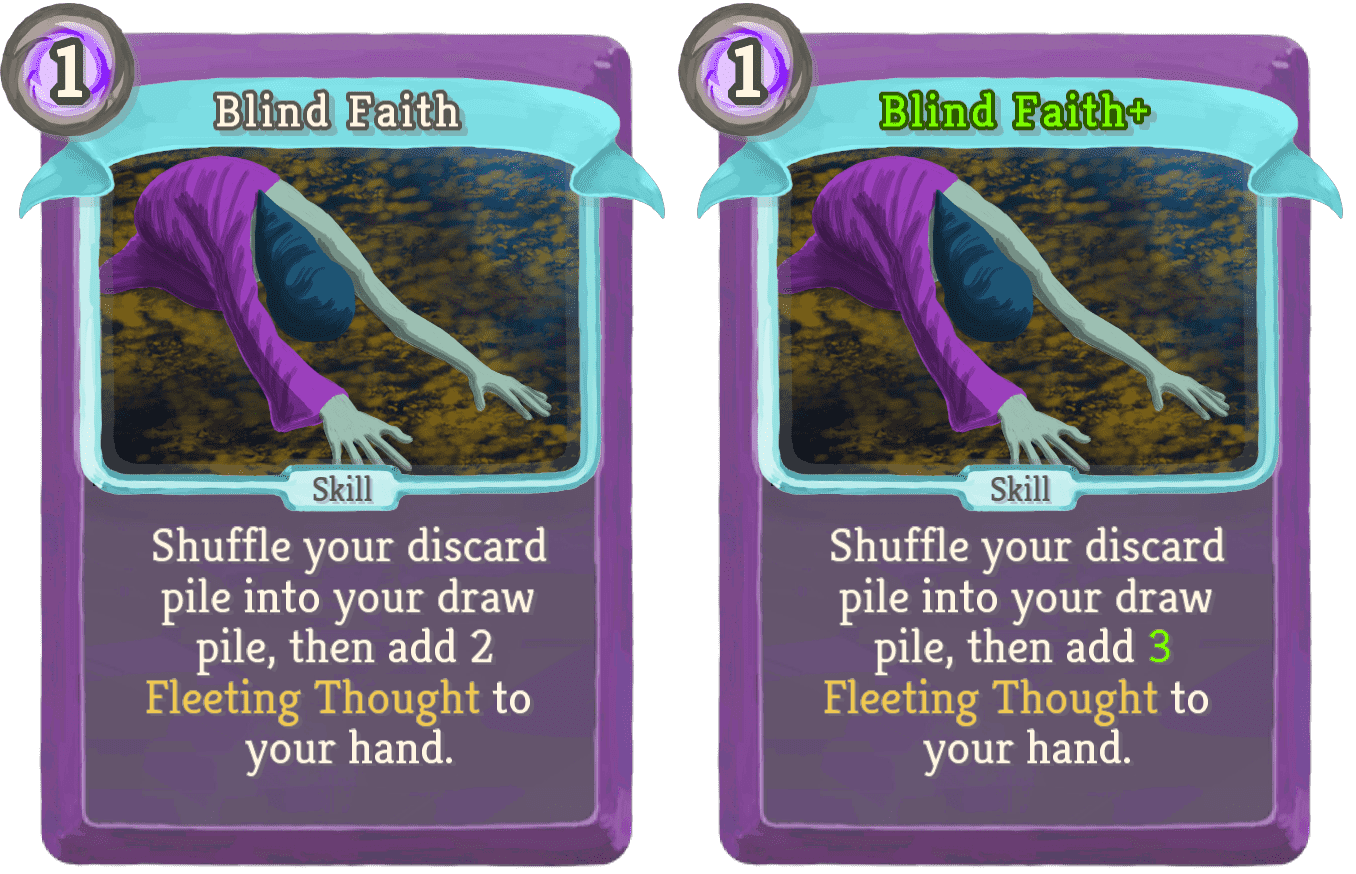 1
Blind Faith
Skill
Shuffle your discard
pile into your draw
pile, then add 2
Fleeting Thought to
your hand.
1
Blind Faith+
Skill
Shuffle your discard
pile into your draw
pile, then add 3
Fleeting Thought to
your hand.